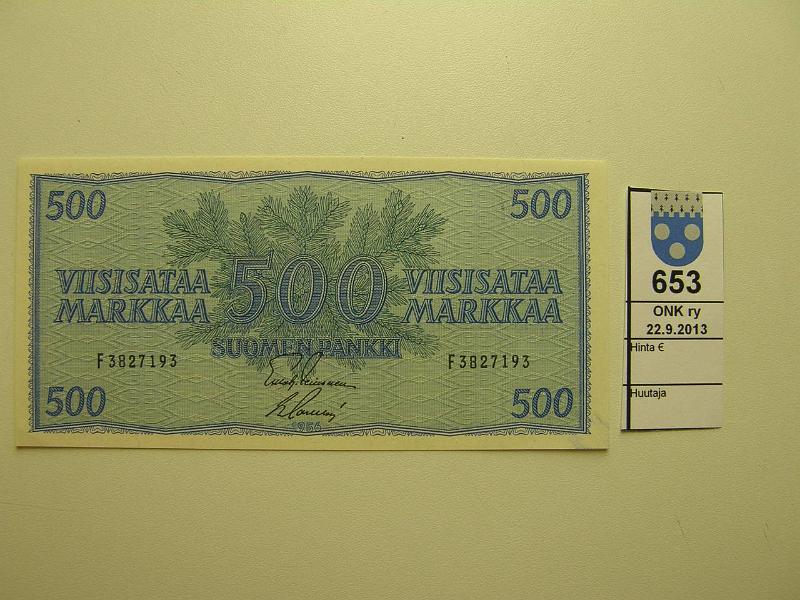 500 500
VIISISATAA 500 VIISISATAA
MARKKAA MARKKAA
SUOMEN PANKKI
F3827193 F3827193
500 500
1956
653
ONK ry
22.9.2013
Hinta €
Huutaja